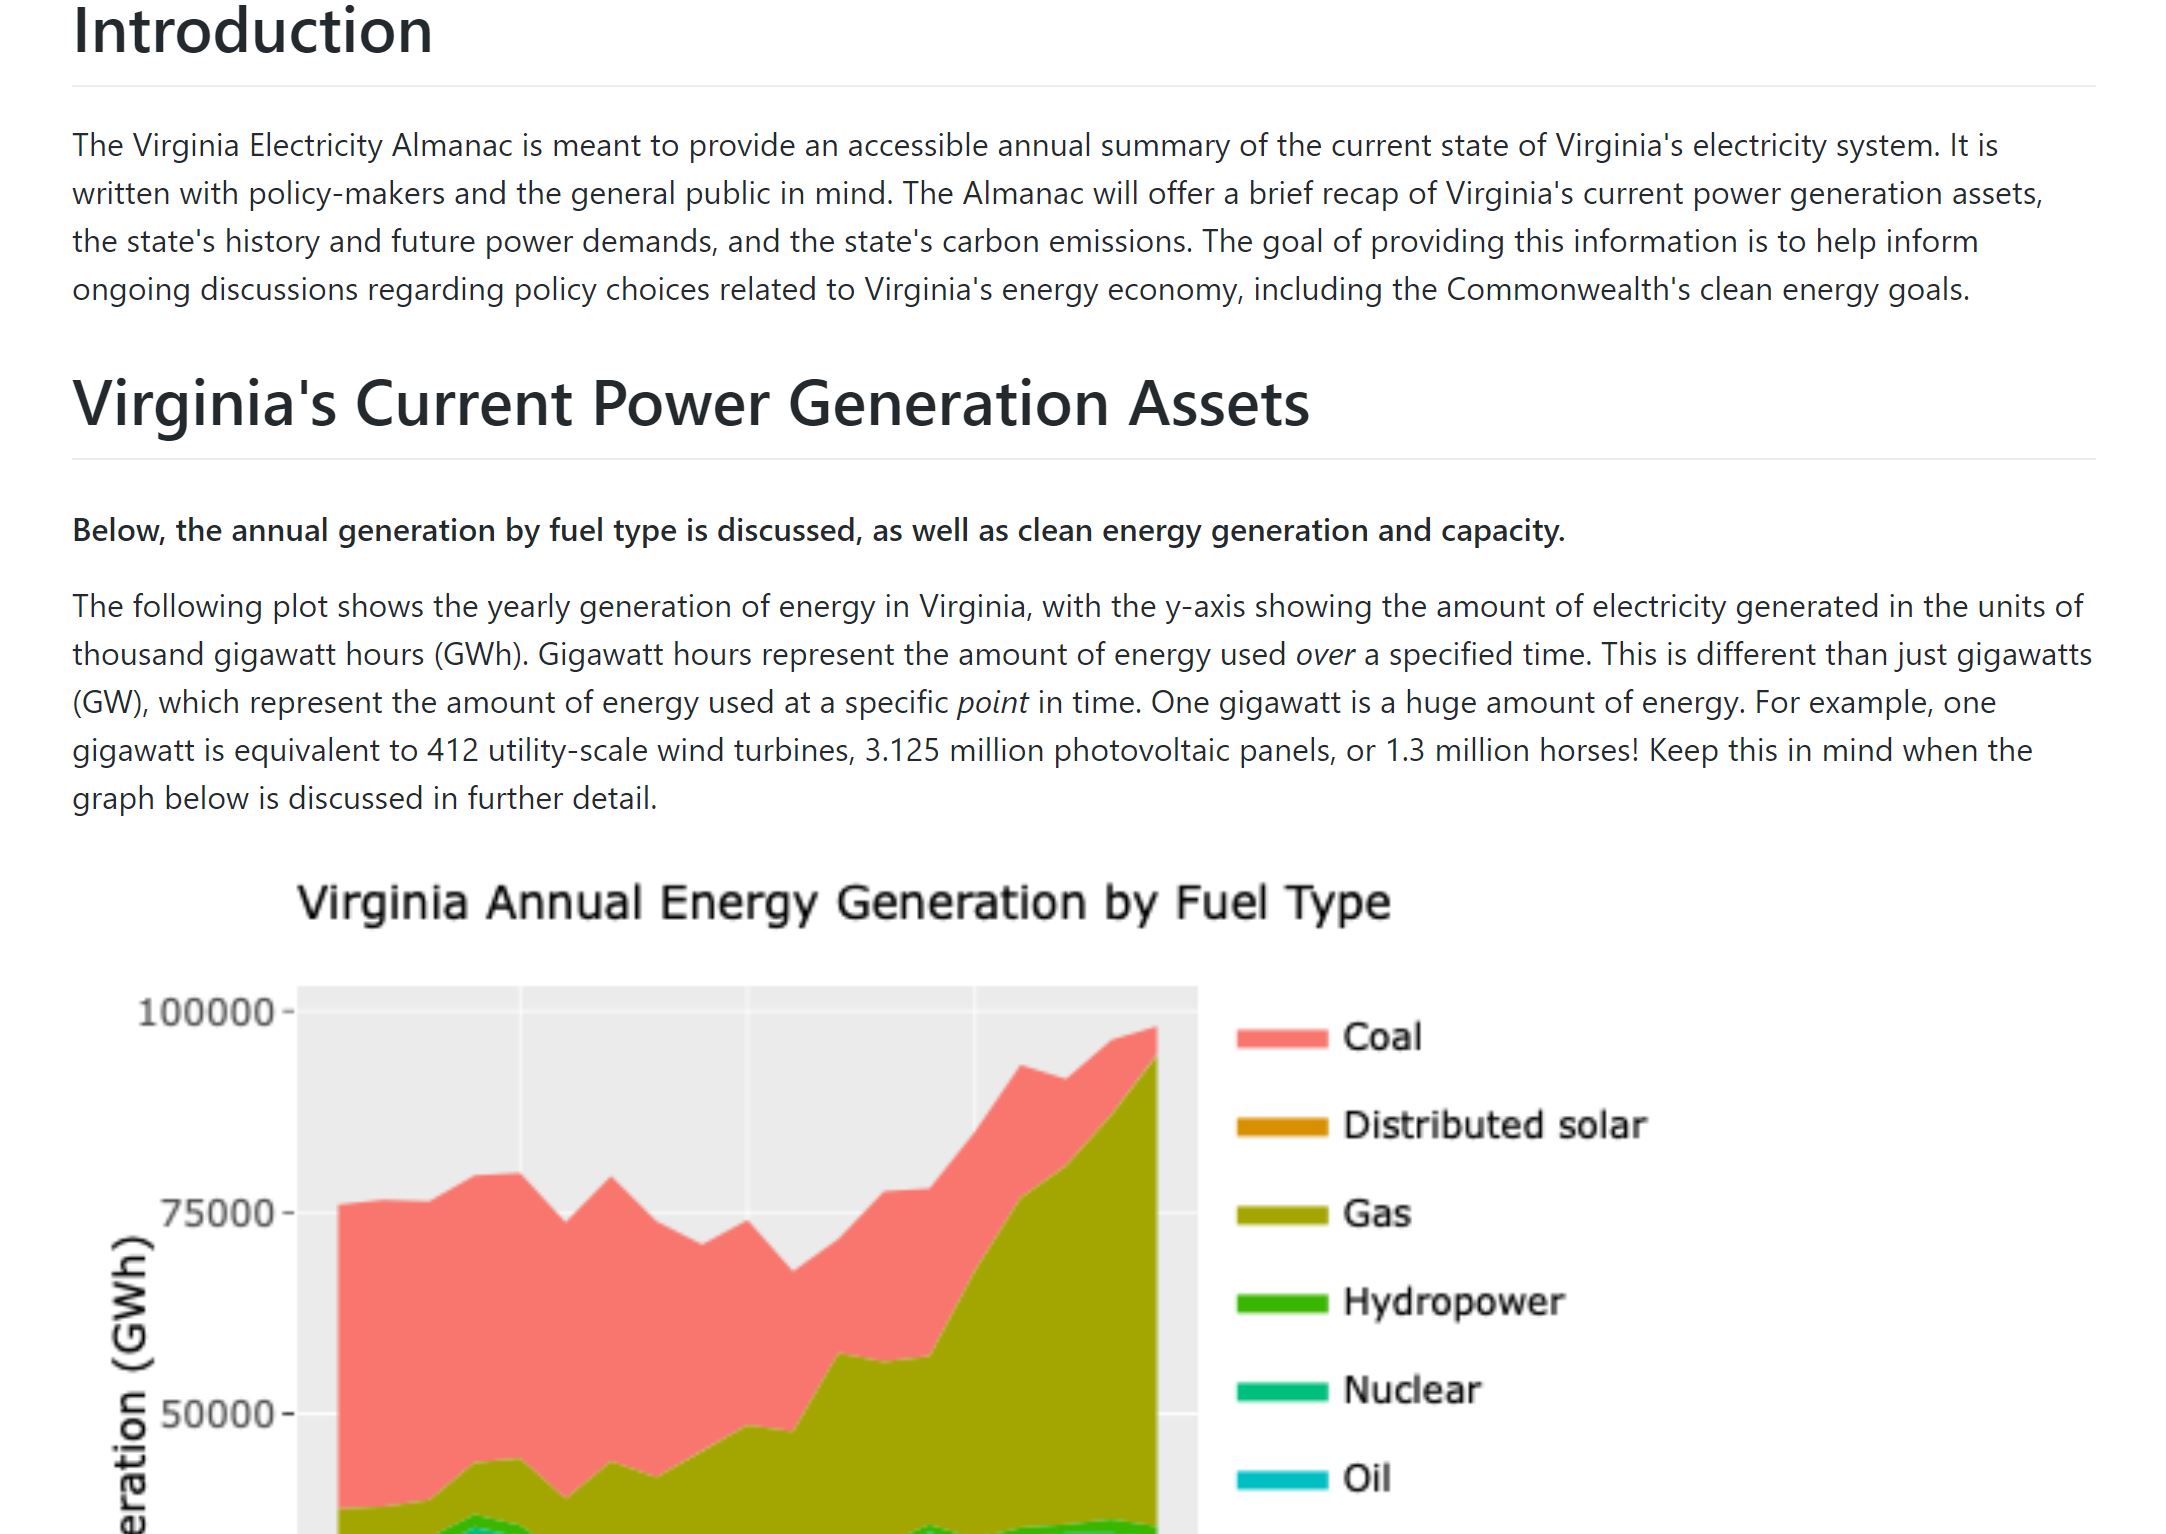 Introduction
The Virginia Electricity Almanac is meant to provide an accessible annual summary of the current state of Virginia's electricity system. It is
written with policy-makers and the general public in mind. The Almanac will offer a brief recap of Virginia's current power generation assets,
the state's history and future power demands, and the state's carbon emissions. The goal of providing this information is to help inform
ongoing discussions regarding policy choices related to Virginia's energy economy, including the Commonwealth's clean energy goals.
Virginia's Current Power Generation Assets
Below, the annual generation by fuel type is discussed, as well as clean energy generation and capacity.
The following plot shows the yearly generation of energy in Virginia, with the y-axis showing the amount of electricity generated in the units of
thousand gigawatt hours (GWh). Gigawatt hours represent the amount of energy used over a specified time. This is different than just gigawatts
(GW), which represent the amount of energy used at a specific point in time. One gigawatt is a huge amount of energy. For example, one
gigawatt is equivalent to 412 utility-scale wind turbines, 3.125 million photovoltaic panels, or 1.3 million horses! Keep this in mind when the
graph below is discussed in further detail.
Virginia Annual Energy Generation by Fuel Type
100000
75000
50000
eration (GWh)
Coal
Distributed solar
Gas
Hydropower
Nuclear
Oil